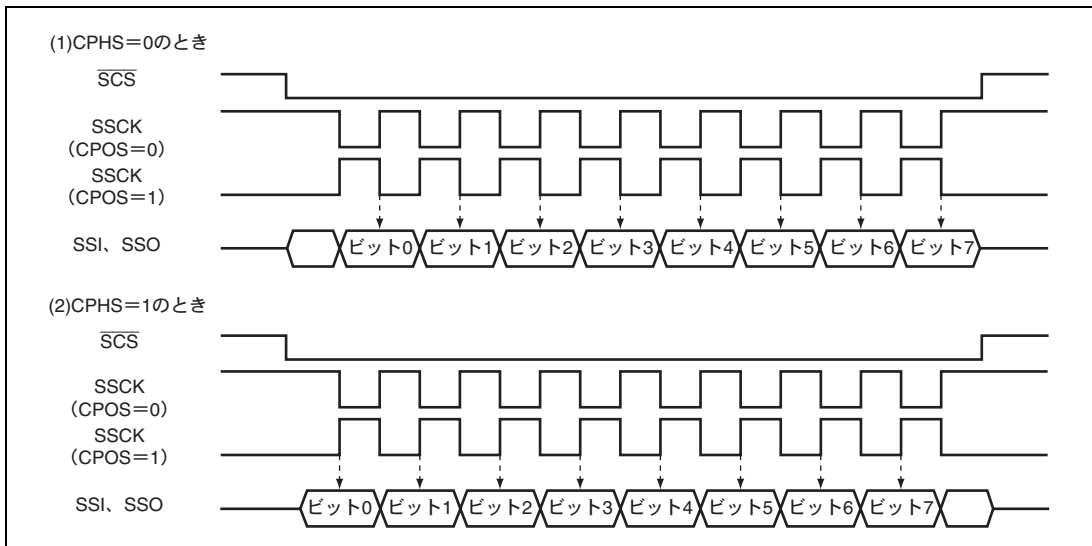 (1)CPHS=0のとき
SCS
SSCK
(CPOS=0)
SSCK
(CPOS=1)
SSI、SSO
ビット0 ビット1 ビット2 ビット3 ビット4 ビット5 ビット6 ビット7
(2)CPHS=1のとき
SCS
SSCK
(CPOS=0)
SSCK
(CPOS=1)
SSI、SSO
ビット0 ビット1 ビット2 ビット3 ビット4 ビット5 ビット6 ビット7